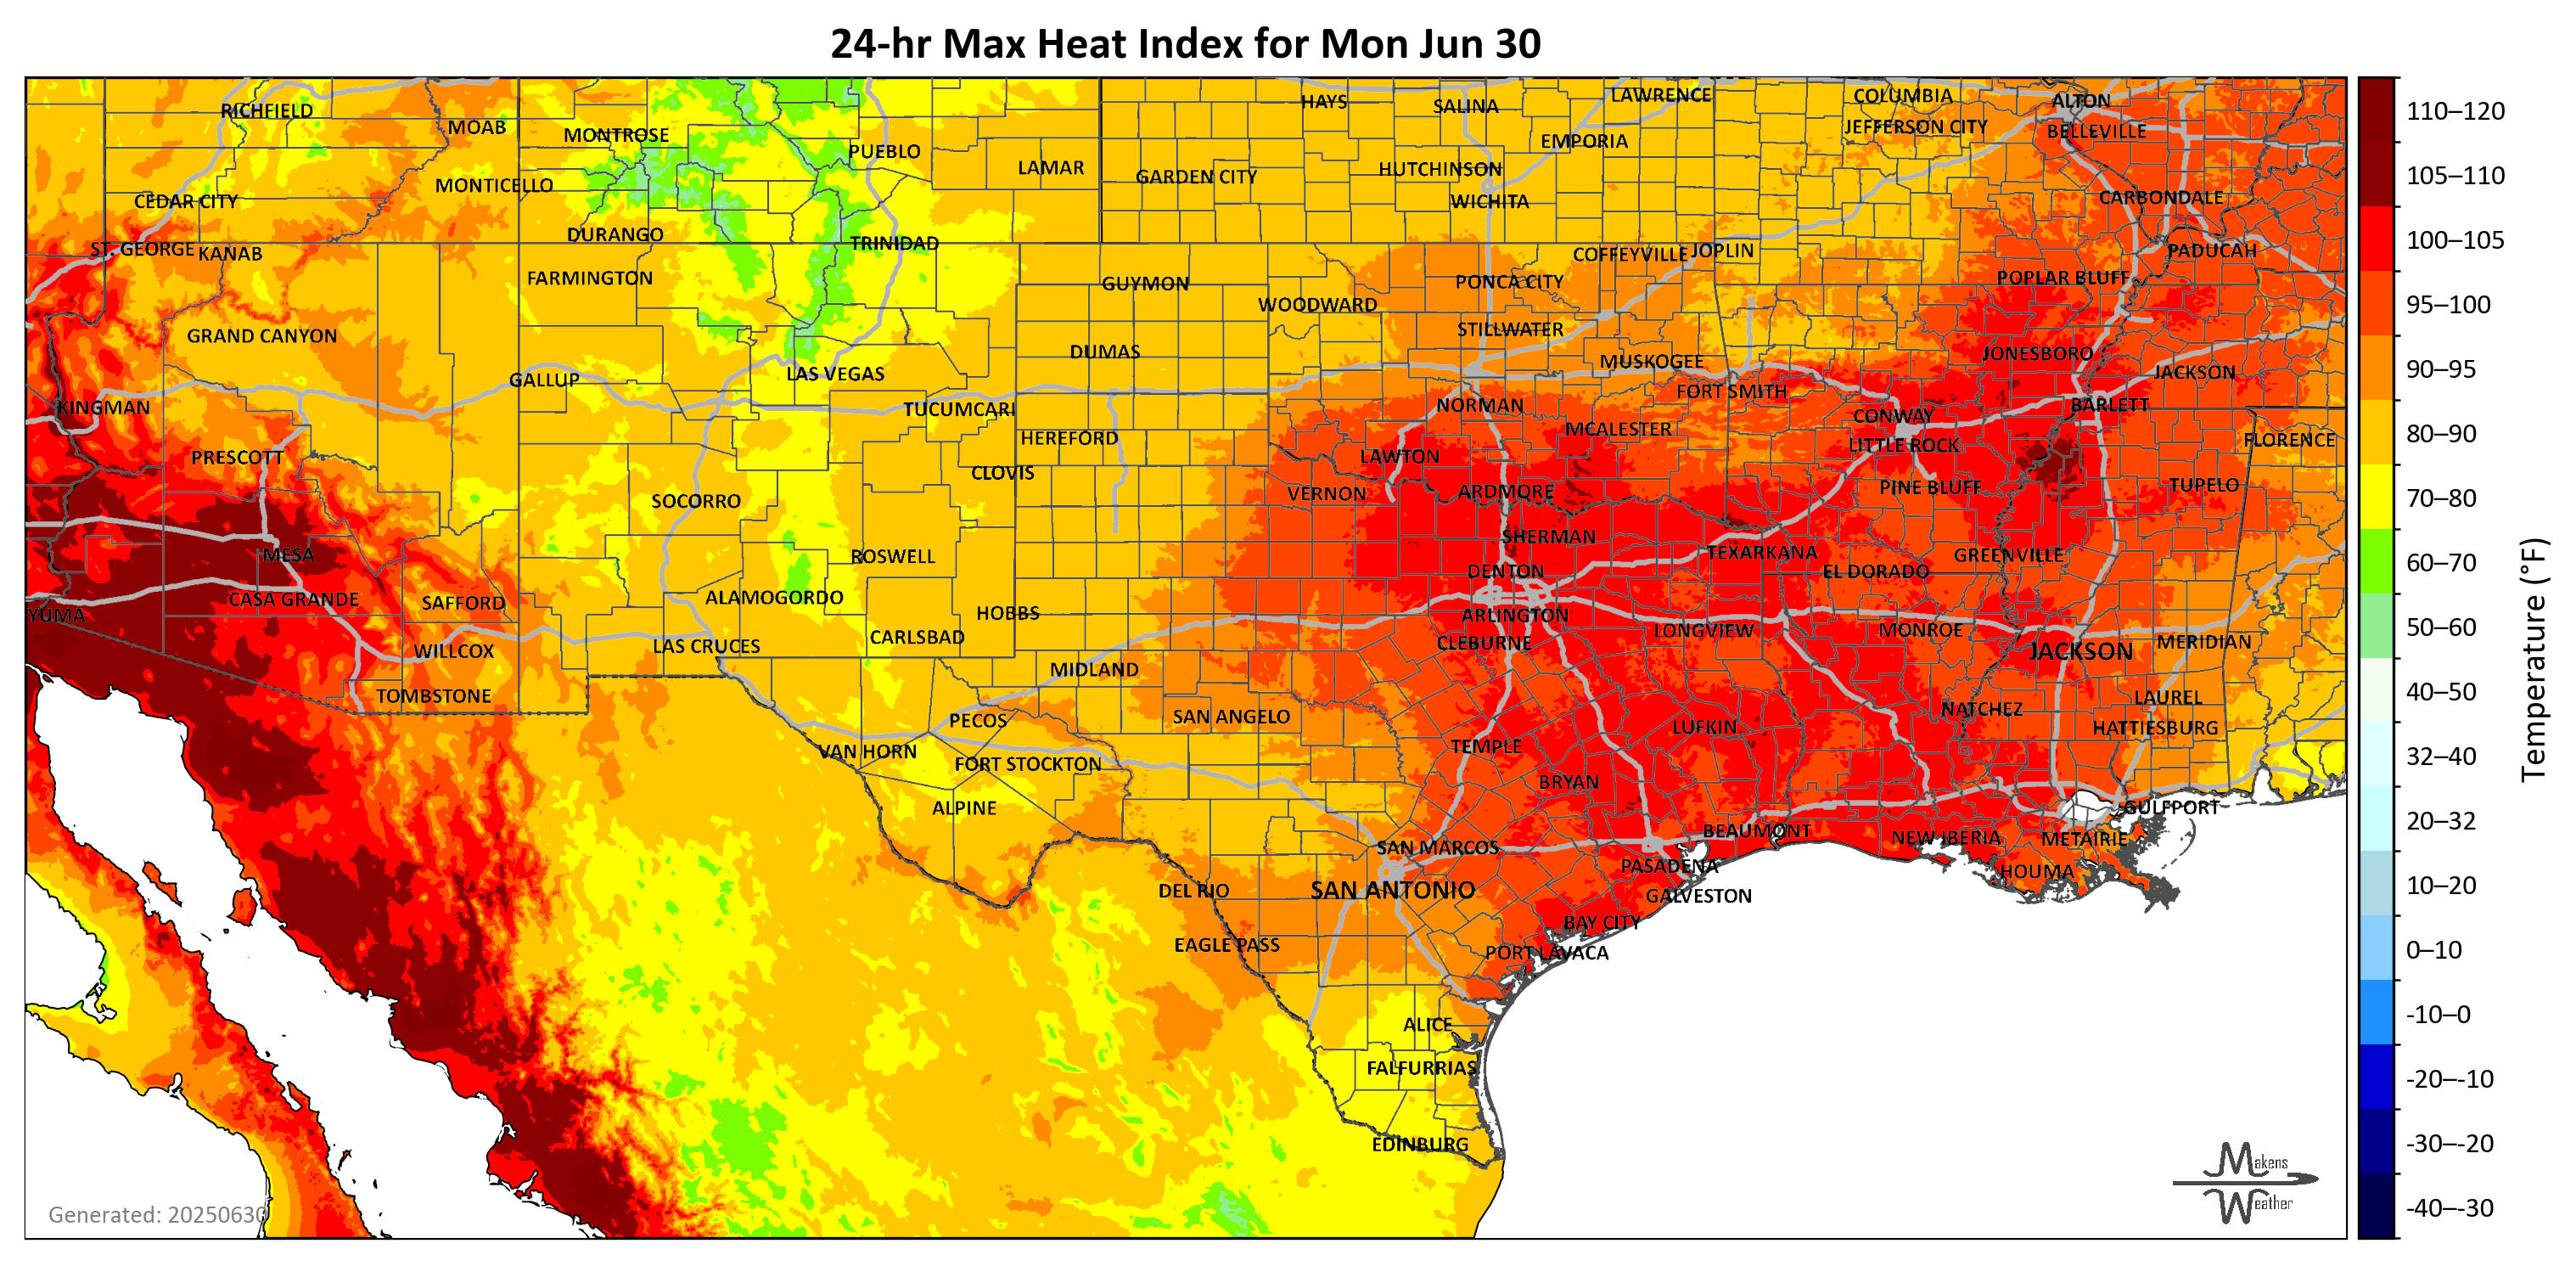 24-hr Max Heat Index for Mon Jun 30
RICHFIELD
MOAB
MONTROSE
PUEBLO
LAMAR
HAYS
SALINA
LAWRENCE
COLUMBIA
ALTON
GARDEN CITY
HUTCHINSON
EMPORIA
JEFFERSON CITY
BELLEVILLE
CEDAR CITY
MONTICELLO
WICHITA
CARBONDALE
ST. GEORGE
KANAB
DURANGO
TRINIDAD
COFFEYVILLE
JOPLIN
PADUCAH
FARMINGTON
GUYMON
WOODWARD
PONCA CITY
POPLAR BLUFF
GRAND CANYON
DUMAS
STILLWATER
MUSKOGEE
JONESBORO
GALLUP
LAS VEGAS
FORT SMITH
JACKSON
KINGMAN
TUCUMCARI
NORMAN
CONWAY
BARLETT
HEREFORD
MCALESTER
LITTLE ROCK
FLORENCE
PRESCOTT
CLOVIS
LAWTON
SOCORRO
VERNON
ARDMORE
PINE BLUFF
TUPELO
MESA
ROSWELL
SHERMAN
TEXARKANA
GREENVILLE
DENTON
EL DORADO
CASA GRANDE
SAFFORD
ALAMOGORDO
HOBBS
ARLINGTON
YUMA
CARLSBAD
CLEBURNE
LONGVIEW
MONROE
JACKSON
MERIDIAN
WILLCOX
LAS CRUCES
MIDLAND
TOMBSTONE
PECOS
SAN ANGELO
LUFKIN
NATCHEZ
LAUREL
HATTIESBURG
VAN HORN
FORT STOCKTON
TEMPLE
BRYAN
ALPINE
GULFPORT
SAN MARCOS
BEAUMONT
NEW IBERIA
METAIRIE
PASADENA
HOUMA
DEL RIO
SAN ANTONIO
GALVESTON
EAGLE PASS
BAY CITY
PORT LAVACA
ALICE
FALFURRIAS
EDINBURG
110–120
105–110
100–105
95–100
90–95
80–90
70–80
60–70
50–60
40–50
32–40
20–32
10–20
0–10
-10–0
-20–-10
-30–-20
-40–-30
Temperature (°F)
Generated: 20250630
Makens
Weather